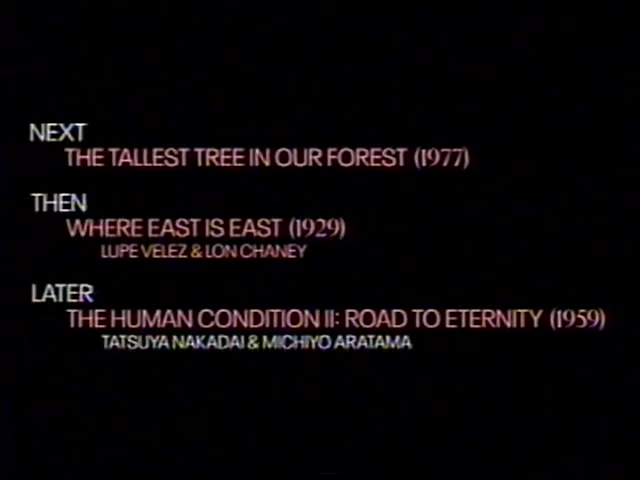 NEXT
THE TALLEST TREE IN OUR FOREST (1977)
THEN
WHERE EAST IS EAST (1929)
LUPE VELEZ & LON CHANEY
LATER
THE HUMAN CONDITION II: ROAD TO ETERNITY (1959)
TATSUYA NAKADAI & MICHIYO ARATAMA